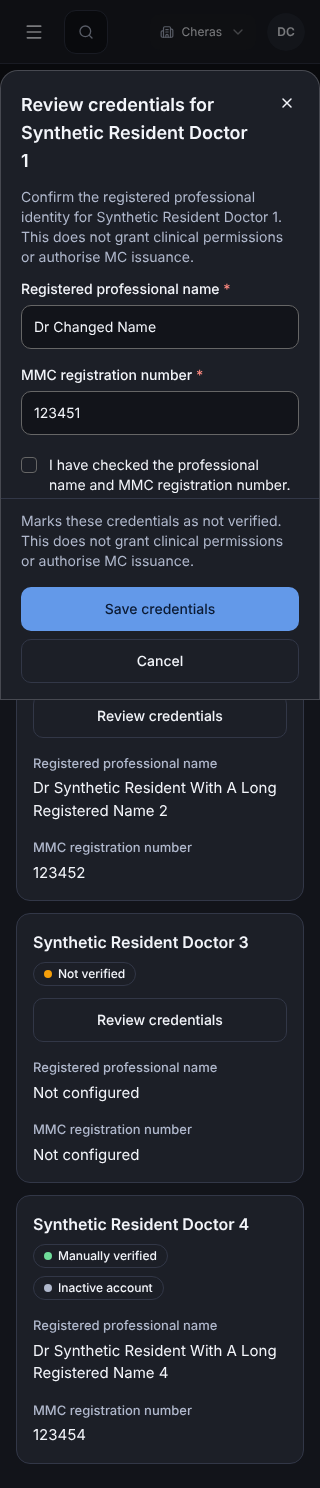 Cheras
DC
Review credentials for
Synthetic Resident Doctor
1
Confirm the registered professional
identity for Synthetic Resident Doctor 1.
This does not grant clinical permissions
or authorise MC issuance.
Registered professional name *
Dr Changed Name
MMC registration number *
123451
I have checked the professional
name and MMC registration number.
Marks these credentials as not verified.
This does not grant clinical permissions
or authorise MC issuance.
Save credentials
Cancel
Review credentials
Registered professional name
Dr Synthetic Resident With A Long
Registered Name 2
MMC registration number
123452
Synthetic Resident Doctor 3
Not verified
Review credentials
Registered professional name
Not configured
MMC registration number
Not configured
Synthetic Resident Doctor 4
Manually verified
Inactive account
Registered professional name
Dr Synthetic Resident With A Long
Registered Name 4
MMC registration number
123454